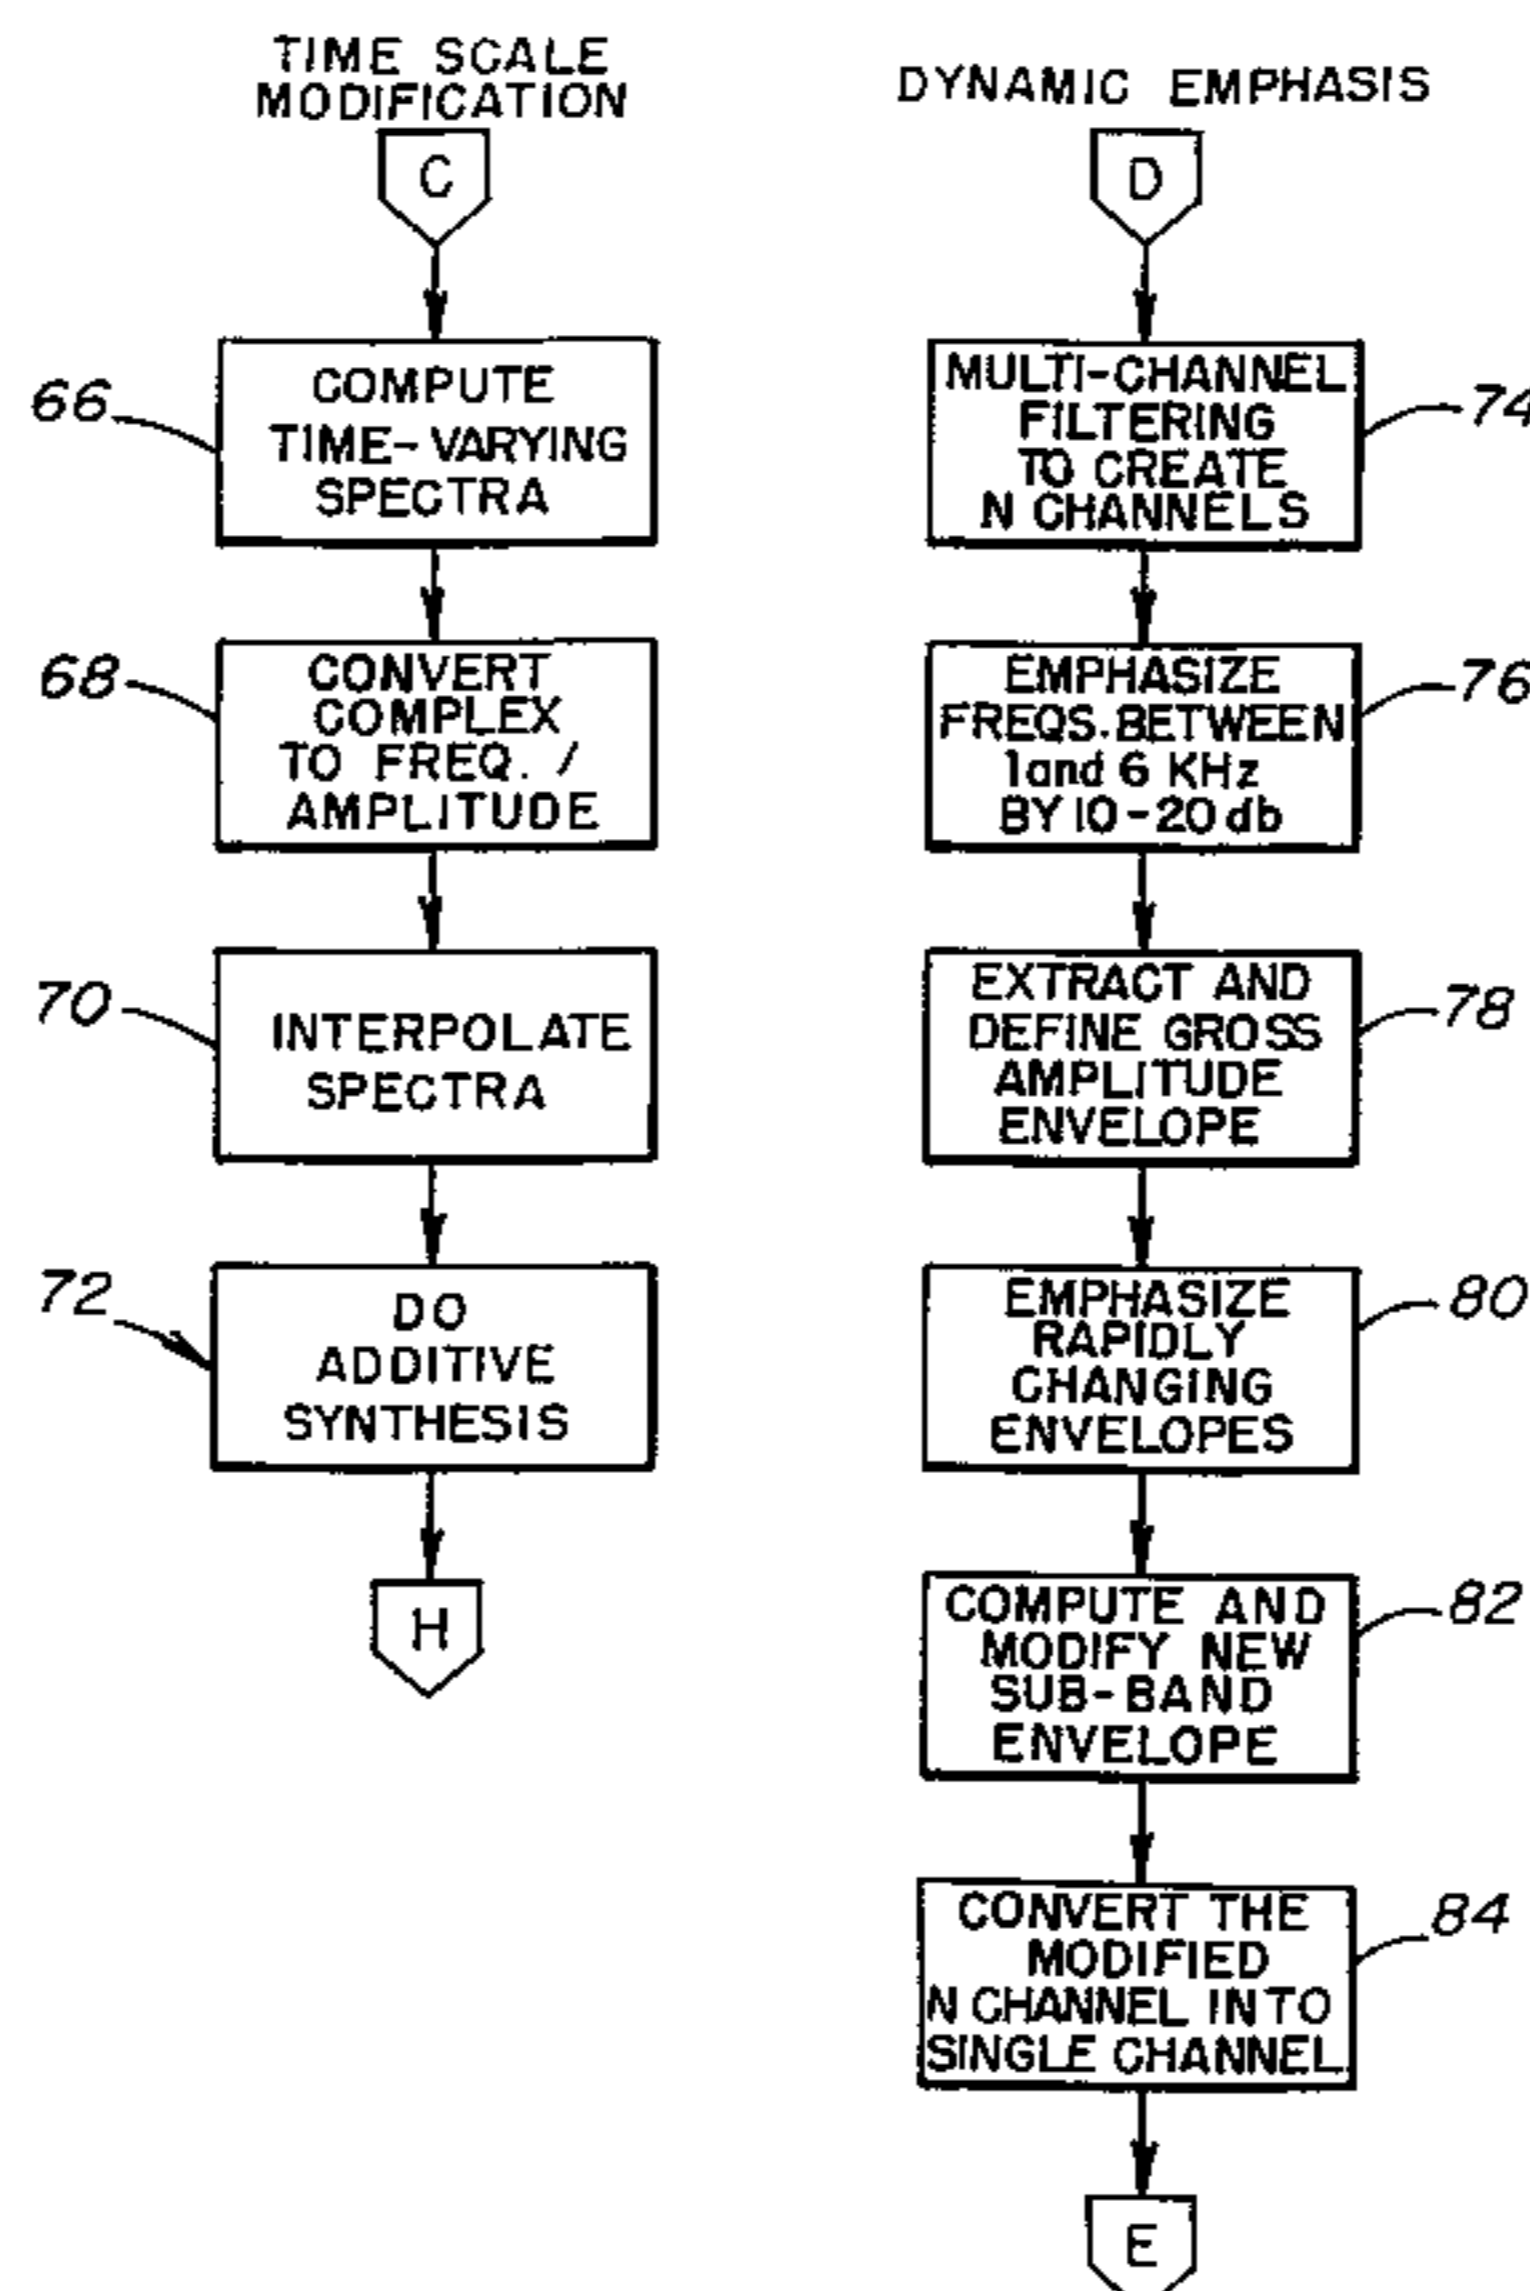 TIME SCALE
MODIFICATION
C
66
COMPUTE
TIME-VARYING
SPECTRA
68
CONVERT
COMPLEX
TO FREQ. /
AMPLITUDE
70
INTERPOLATE
SPECTRA
72
DO
ADDITIVE
SYNTHESIS
H
DYNAMIC EMPHASIS
D
MULTI-CHANNEL
FILTERING
TO CREATE
N CHANNELS
74
EMPHASIZE
FREQS. BETWEEN
1and 6 KHz
BY 10-20 db
76
EXTRACT AND
DEFINE GROSS
AMPLITUDE
ENVELOPE
78
EMPHASIZE
RAPIDLY
CHANGING
ENVELOPES
80
COMPUTE AND
MODIFY NEW
SUB-BAND
ENVELOPE
82
CONVERT THE
MODIFIED
N CHANNEL INTO
SINGLE CHANNEL
84
E